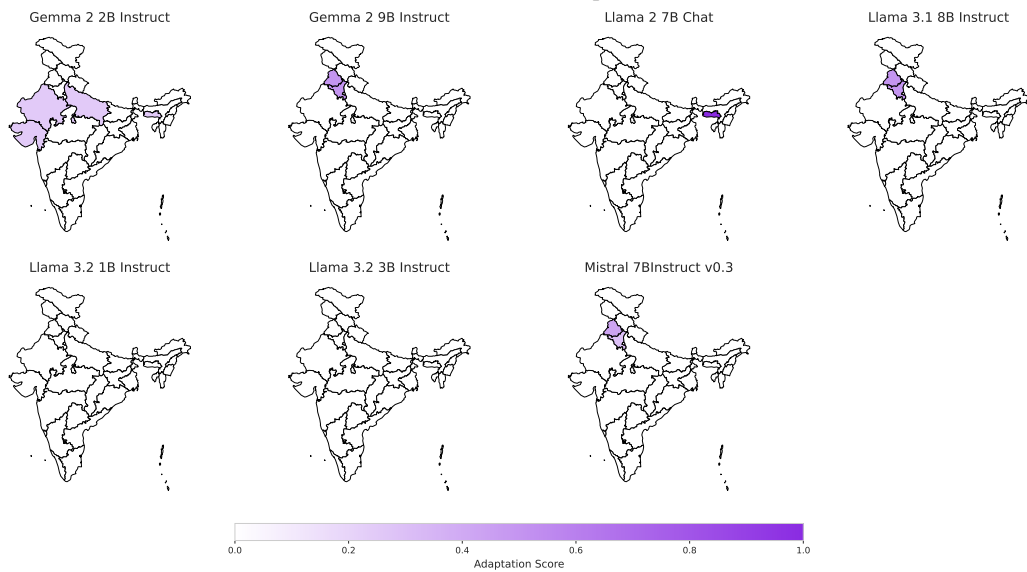 Gemma 2 2B Instruct
Gemma 2 9B Instruct
Llama 2 7B Chat
Llama 3.1 8B Instruct
Llama 3.2 1B Instruct
Llama 3.2 3B Instruct
Mistral 7BInstruct v0.3
0.0 0.2 0.4 0.6 0.8 1.0
Adaptation Score